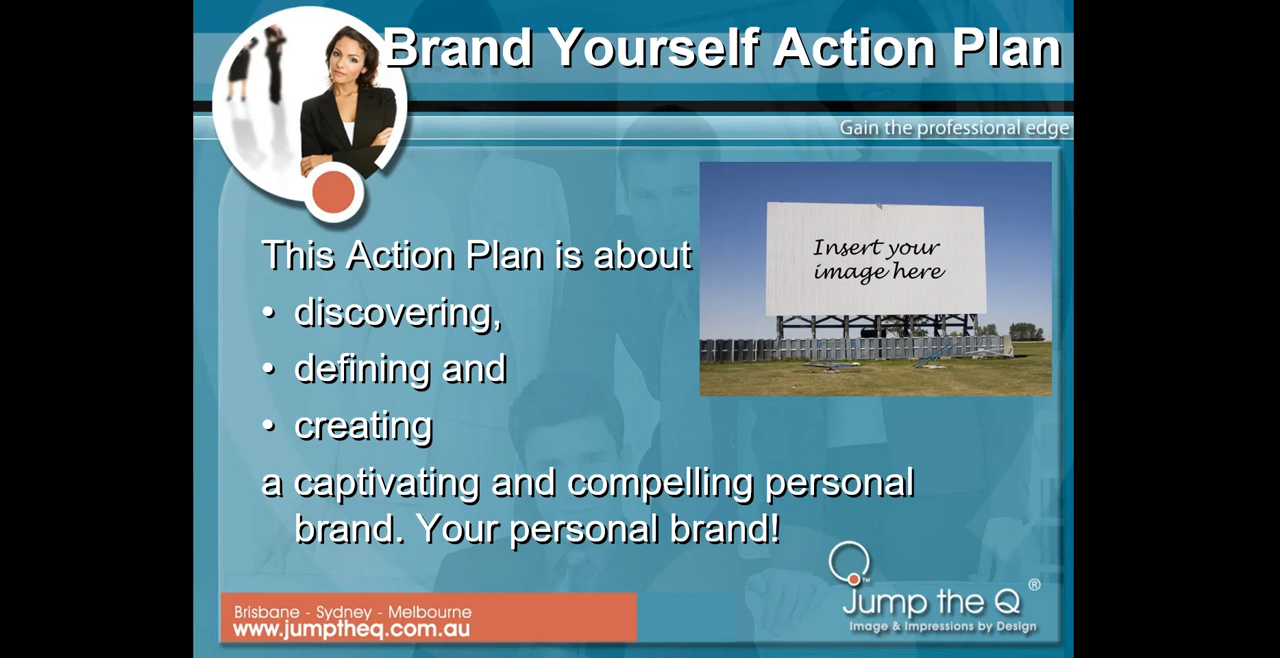 Brand Yourself Action Plan
Gain the professional edge
Insert your
image here
This Action Plan is about
• discovering,
• defining and
• creating
a captivating and compelling personal
brand. Your personal brand!
TM
Jump the Q ®
Image & Impressions by Design
Brisbane - Sydney - Melbourne
www.jumptheq.com.au